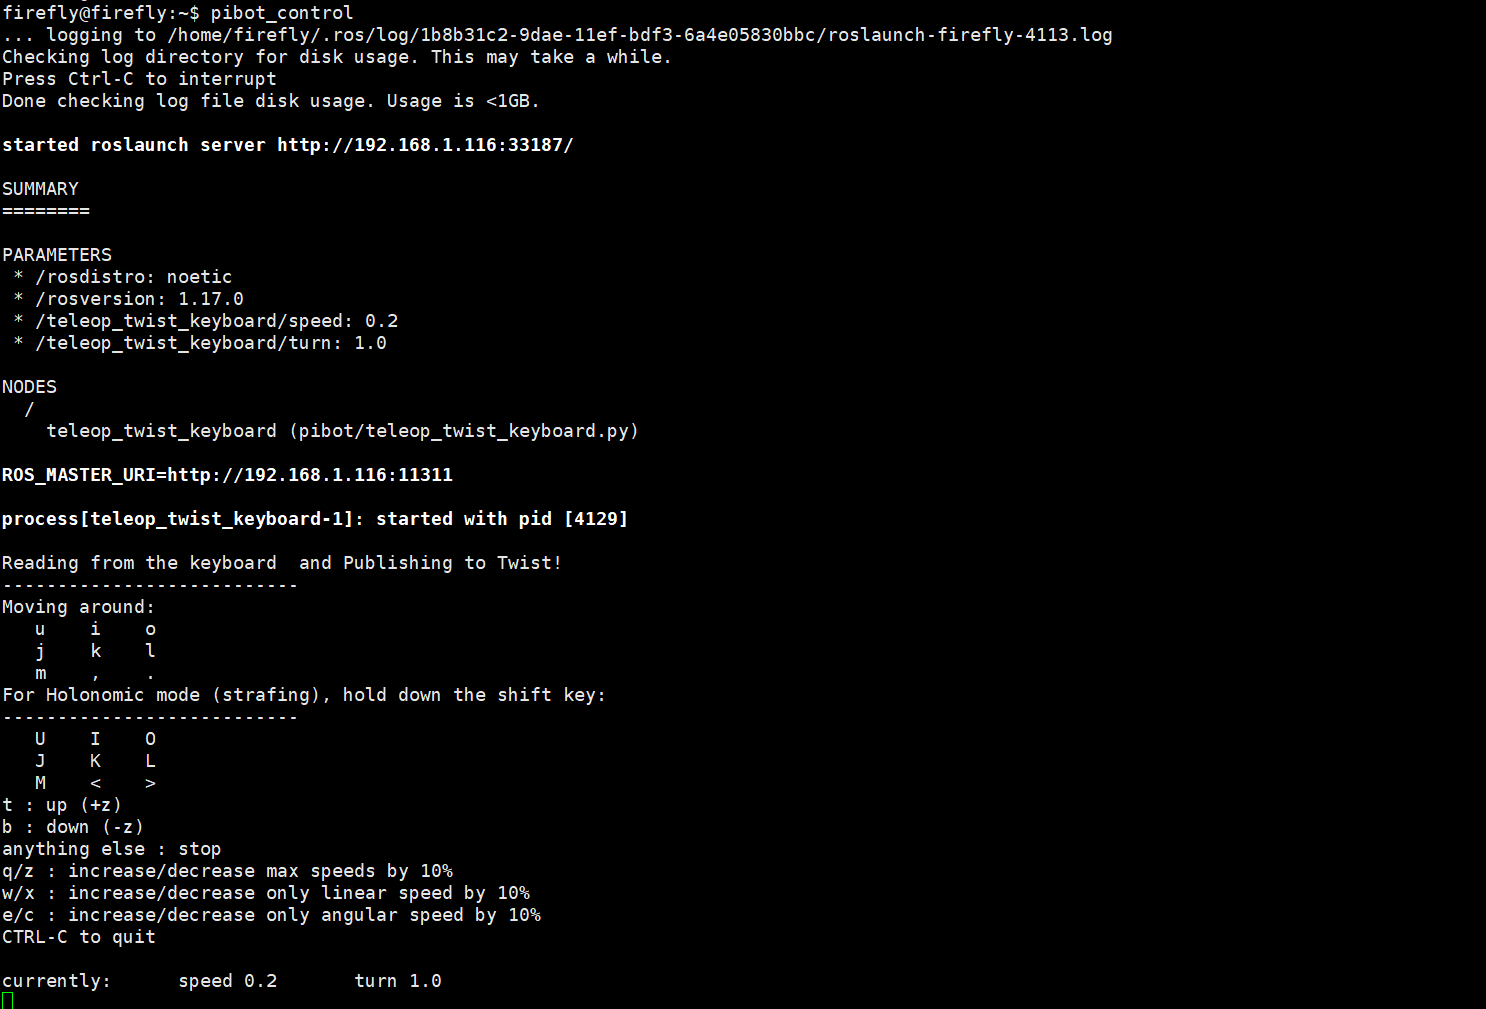 firefly@firefly:~$ pibot_control
... logging to /home/firefly/.ros/log/1b8b31c2-9dae-11ef-bdf3-6a4e05830bbc/roslaunch-firefly-4113.log
Checking log directory for disk usage. This may take a while.
Press Ctrl-C to interrupt
Done checking log file disk usage. Usage is <1GB.

started roslaunch server http://192.168.1.116:33187/

SUMMARY
========

PARAMETERS
 * /rosdistro: noetic
 * /rosversion: 1.17.0
 * /teleop_twist_keyboard/speed: 0.2
 * /teleop_twist_keyboard/turn: 1.0

NODES
  /
    teleop_twist_keyboard (pibot/teleop_twist_keyboard.py)

ROS_MASTER_URI=http://192.168.1.116:11311

process[teleop_twist_keyboard-1]: started with pid [4129]

Reading from the keyboard  and Publishing to Twist!
---------------------------
Moving around:
   u    i    o
   j    k    l
   m    ,    .
For Holonomic mode (strafing), hold down the shift key:
---------------------------
   U    I    O
   J    K    L
   M    <    >
t : up (+z)
b : down (-z)
anything else : stop
q/z : increase/decrease max speeds by 10%
w/x : increase/decrease only linear speed by 10%
e/c : increase/decrease only angular speed by 10%
CTRL-C to quit

currently:      speed 0.2       turn 1.0